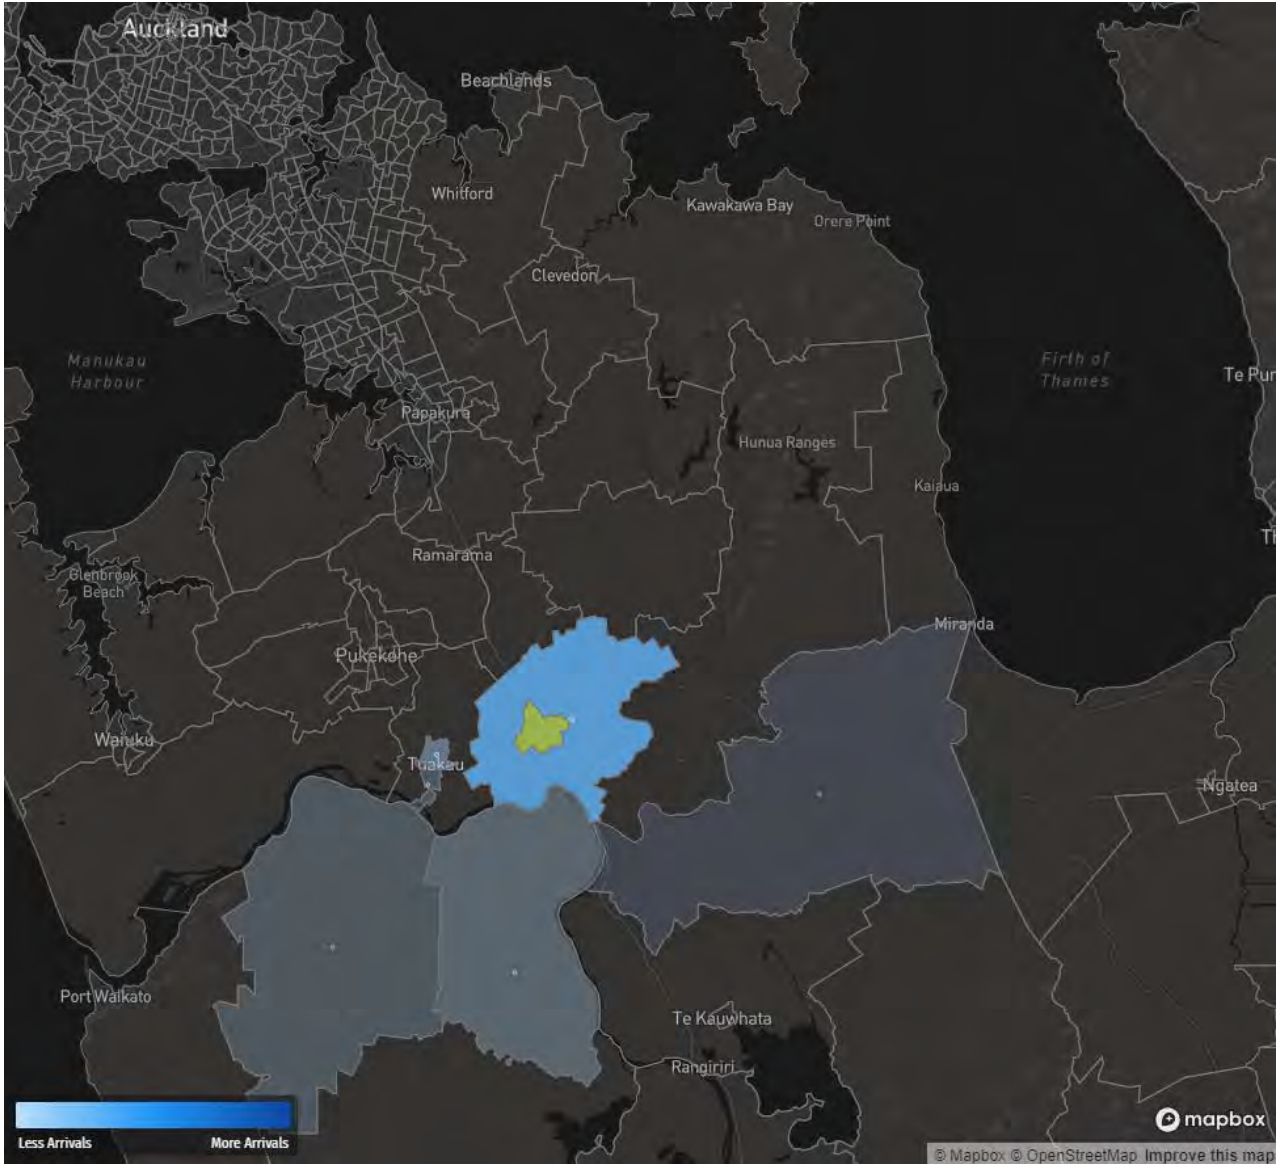 Auckland
Beachlands
Whitford
Kawakawa Bay
Orere Point
Clevedon
Manukau
Harbour
Firth of
Thames
Te Pur
Papakura
Hunua Ranges
Kaiaua
Th
Ramarama
Glenbrook
Beach
Miranda
Pukekohe
Waiuku
Tuakau
Ngatea
Port Waikato
Te Kauwhata
Rangiriri
Less Arrivals
More Arrivals
mapbox
© Mapbox © OpenStreetMap Improve this map